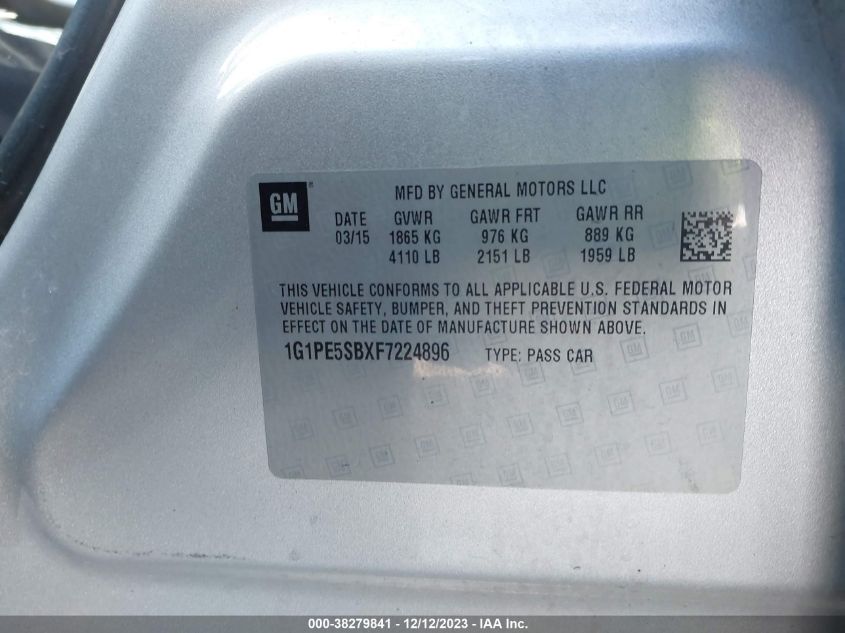 GM ®
MFD BY GENERAL MOTORS LLC
DATE GVWR GAWR FRT GAWR RR
03/15 1865 KG 976 KG 889 KG
4110 LB 2151 LB 1959 LB
THIS VEHICLE CONFORMS TO ALL APPLICABLE U.S. FEDERAL MOTOR
VEHICLE SAFETY, BUMPER, AND THEFT PREVENTION STANDARDS IN
EFFECT ON THE DATE OF MANUFACTURE SHOWN ABOVE.
1G1PE5SBXF7224896 TYPE: PASS CAR
000-38279841 - 12/12/2023 - IAA Inc.